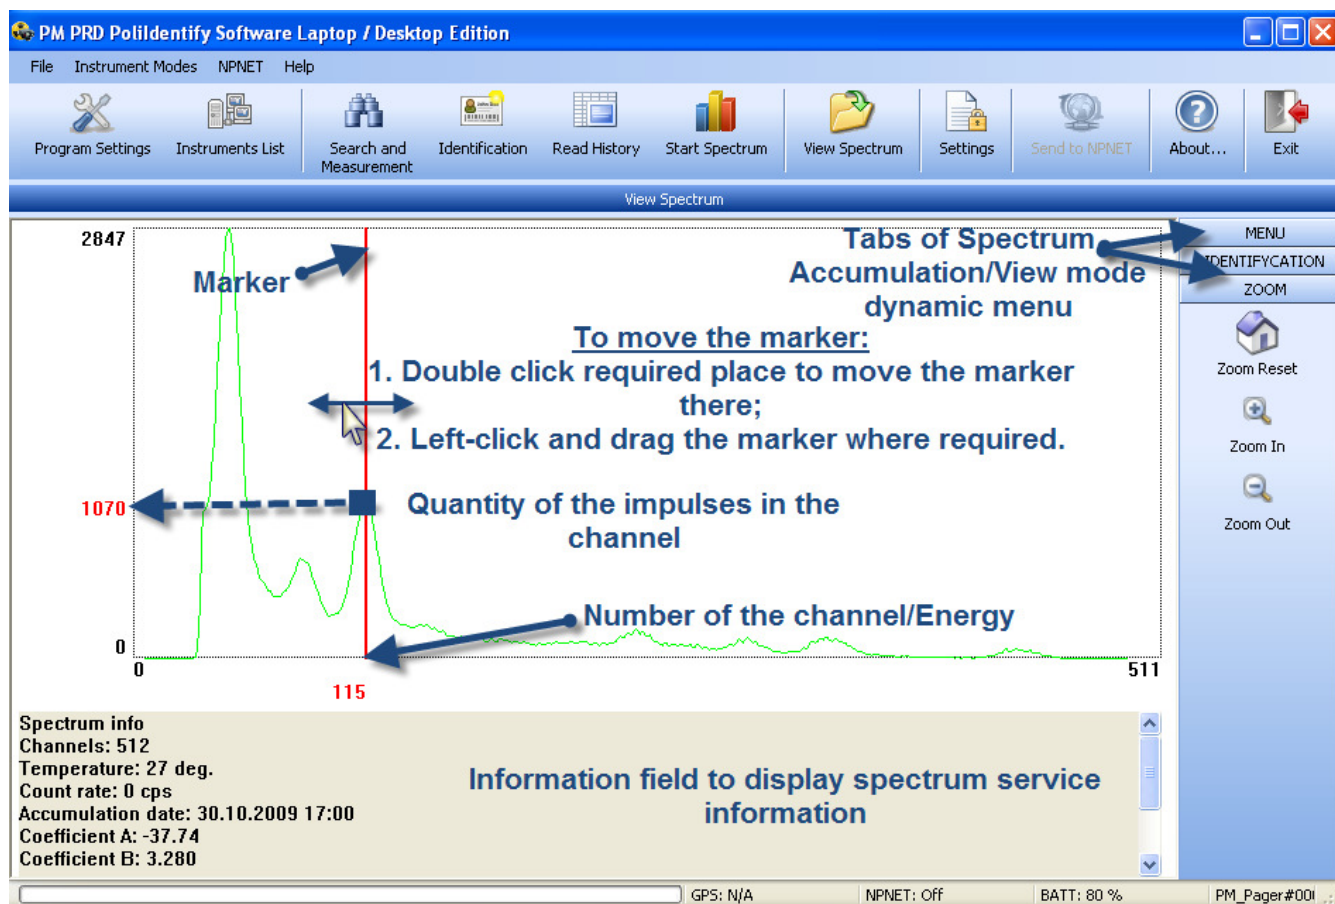 PM PRD PoliIdentify Software Laptop / Desktop Edition
File Instrument Modes NPNET Help
Program Settings
Instruments List
Search and
Measurement
Identification
Read History
Start Spectrum
View Spectrum
Settings
Send to NPNET
About...
Exit
View Spectrum
2847
Marker
Tabs of Spectrum
Accumulation/View mode
dynamic menu
MENU
IDENTIFYCATION
ZOOM
Zoom Reset
Zoom In
Zoom Out
To move the marker:
1. Double click required place to move the marker
there;
2. Left-click and drag the marker where required.
1070
Quantity of the impulses in the
channel
Number of the channel/Energy
0
0
511
115
Spectrum info
Channels: 512
Temperature: 27 deg.
Count rate: 0 cps
Accumulation date: 30.10.2009 17:00
Coefficient A: -37.74
Coefficient B: 3.280
Information field to display spectrum service
information
GPS: N/A
NPNET: Off
BATT: 80 %
PM_Pager#00